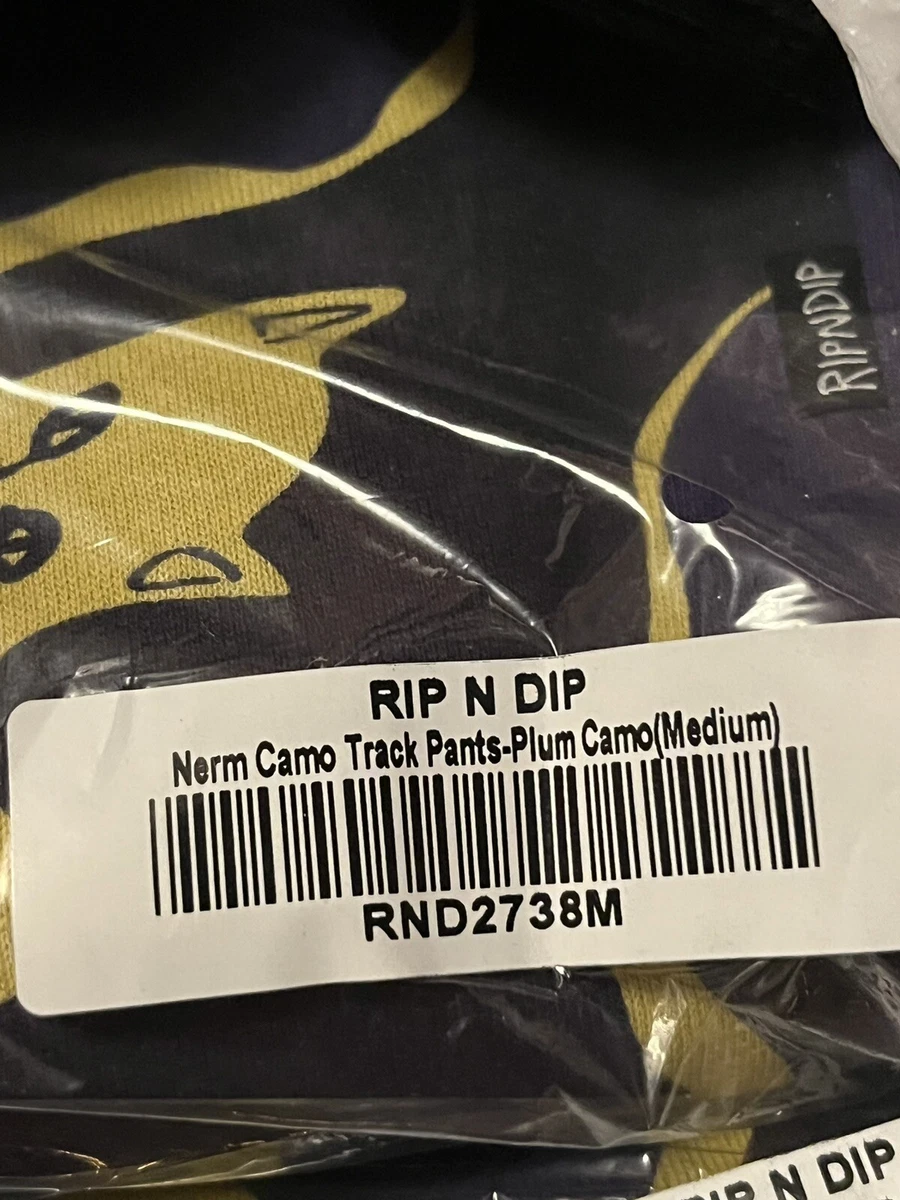 RIPNDIP
RIP N DIP
Nerm Camo Track Pants-Plum Camo(Medium)
RND2738M
RIP N DIP